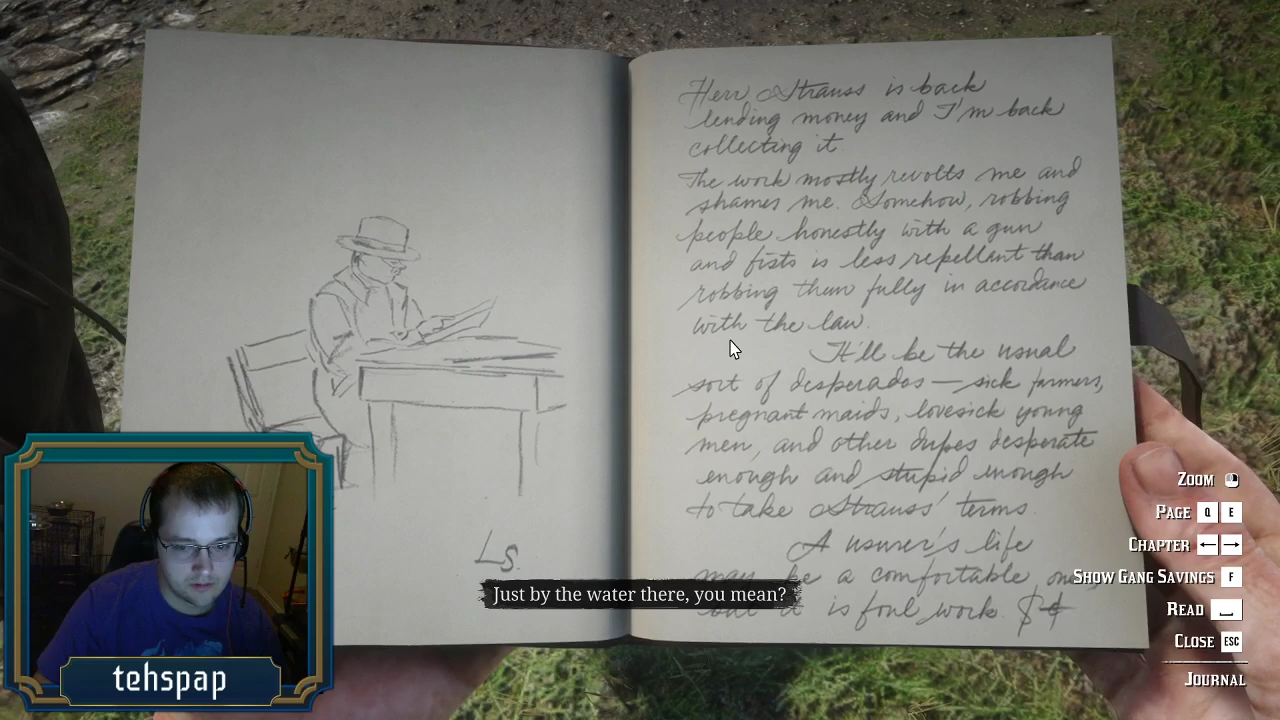 Herr Strauss is back
lending money and I'm back
collecting it.
The work mostly revolts me and
shames me. Somehow, robbing
people honestly with a gun
and fists is less repellant than
robbing them fully in accordance
with the law.
It'll be the usual
sort of desperados — sick farmers,
pregnant maids, lovesick young
men, and other dupes desperate
enough and stupid enough
to take Strauss' terms.
A usurer's life
may be a comfortable one,
but it is foul work. $¢
LS.
Just by the water there, you mean?
tehspap
Zoom
Page Q E
Chapter ← →
Show Gang Savings F
Read
Close ESC
Journal